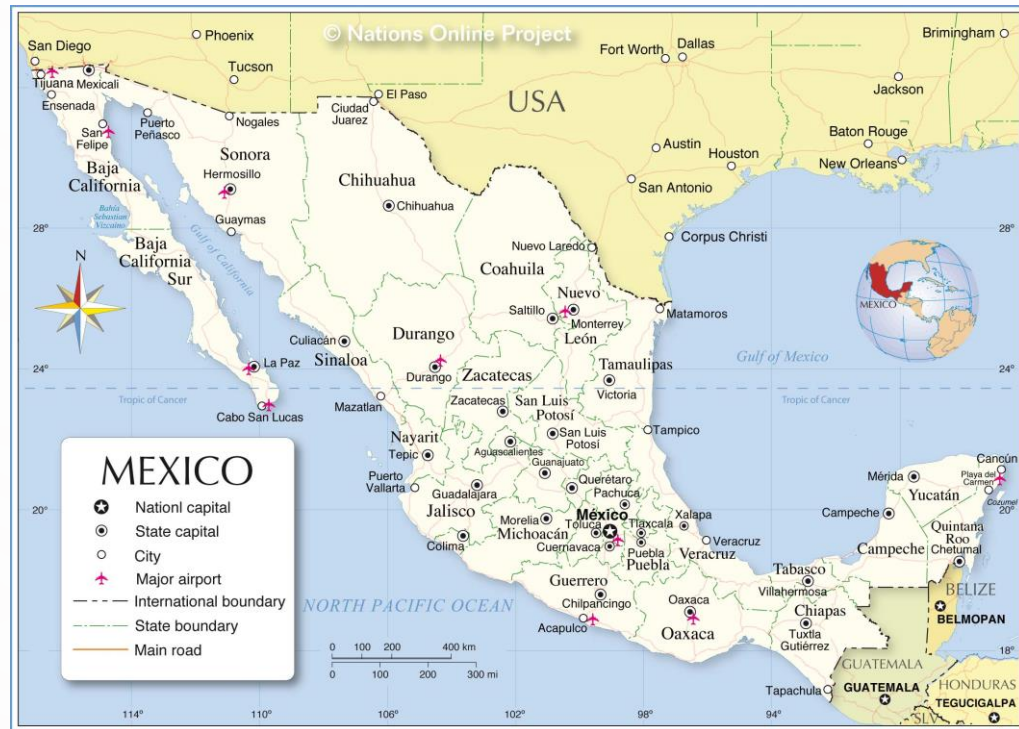 © Nations Online Project
San Diego
Phoenix
Tucson
Tijuana
Mexicali
Ensenada
San
Felipe
Puerto
Peñasco
Nogales
Ciudad
Juarez
El Paso
Fort Worth
Dallas
Brimingham
Jackson
USA
Austin
Houston
Baton Rouge
New Orleans
San Antonio
Corpus Christi
Baja
California
Sonora
Hermosillo
Guaymas
Chihuahua
Chihuahua
Bahía
Sebastian
Vizcaino
Gulf of California
28°
28°
Baja
California
Sur
N
Nuevo Laredo
Coahuila
Nuevo
León
Saltillo
Monterrey
Matamoros
MEXICO
Culiacán
Sinaloa
Durango
Durango
La Paz
Cabo San Lucas
Mazatlan
Zacatecas
Zacatecas
Tamaulipas
Victoria
Gulf of Mexico
24°
24°
Tropic of Cancer
Tropic of Cancer
San Luis
Potosí
San Luis
Potosí
Tampico
Nayarit
Tepic
Aguascalientes
Guanajuato
Puerto
Vallarta
Guadalajara
Jalisco
Querétaro
Pachuca
México
Morelia
Michoacán
Toluca
Tlaxcala
Xalapa
Colima
Cuernavaca
Puebla
Puebla
Veracruz
Veracruz
20°
20°
Mérida
Cancún
Playa del
Carmen
Cozumel
Yucatán
Campeche
Campeche
Quintana
Roo
Chetumal
Tabasco
Villahermosa
Guerrero
Chilpancingo
Acapulco
Oaxaca
Oaxaca
Chiapas
Tuxtla
Gutiérrez
Tapachula
BELIZE
BELMOPAN
GUATEMALA
GUATEMALA
HONDURAS
TEGUCIGALPA
SLV
18°
NORTH PACIFIC OCEAN
MEXICO
Nationl capital
State capital
City
Major airport
International boundary
State boundary
Main road
0 100 200 400 km
0 100 200 300 mi
114°
110°
106°
102°
98°
94°